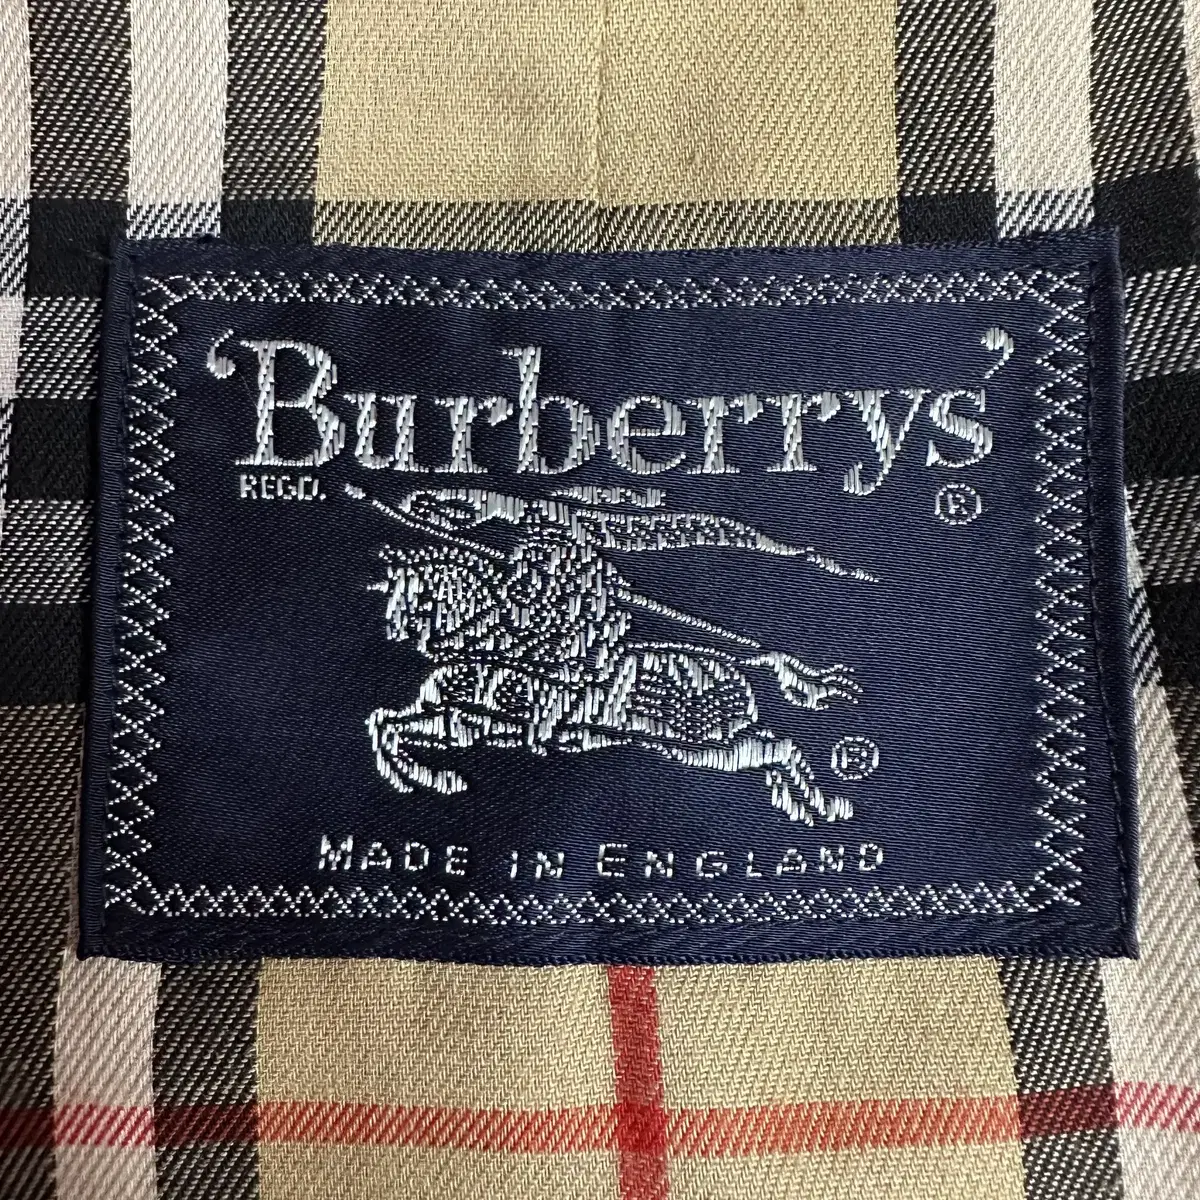 ‘Burberrys’
REGD. ®
®
MADE IN ENGLAND